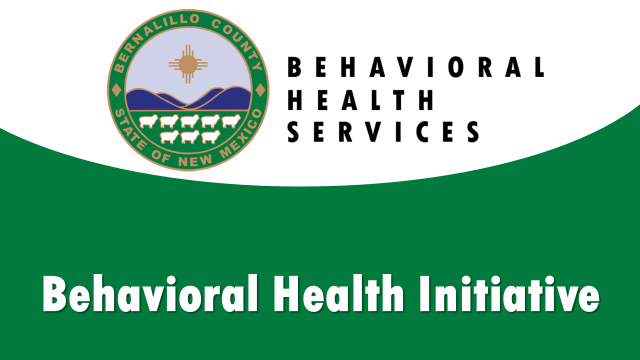 BERNALILLO COUNTY
STATE OF NEW MEXICO
BEHAVIORAL
HEALTH
SERVICES
Behavioral Health Initiative